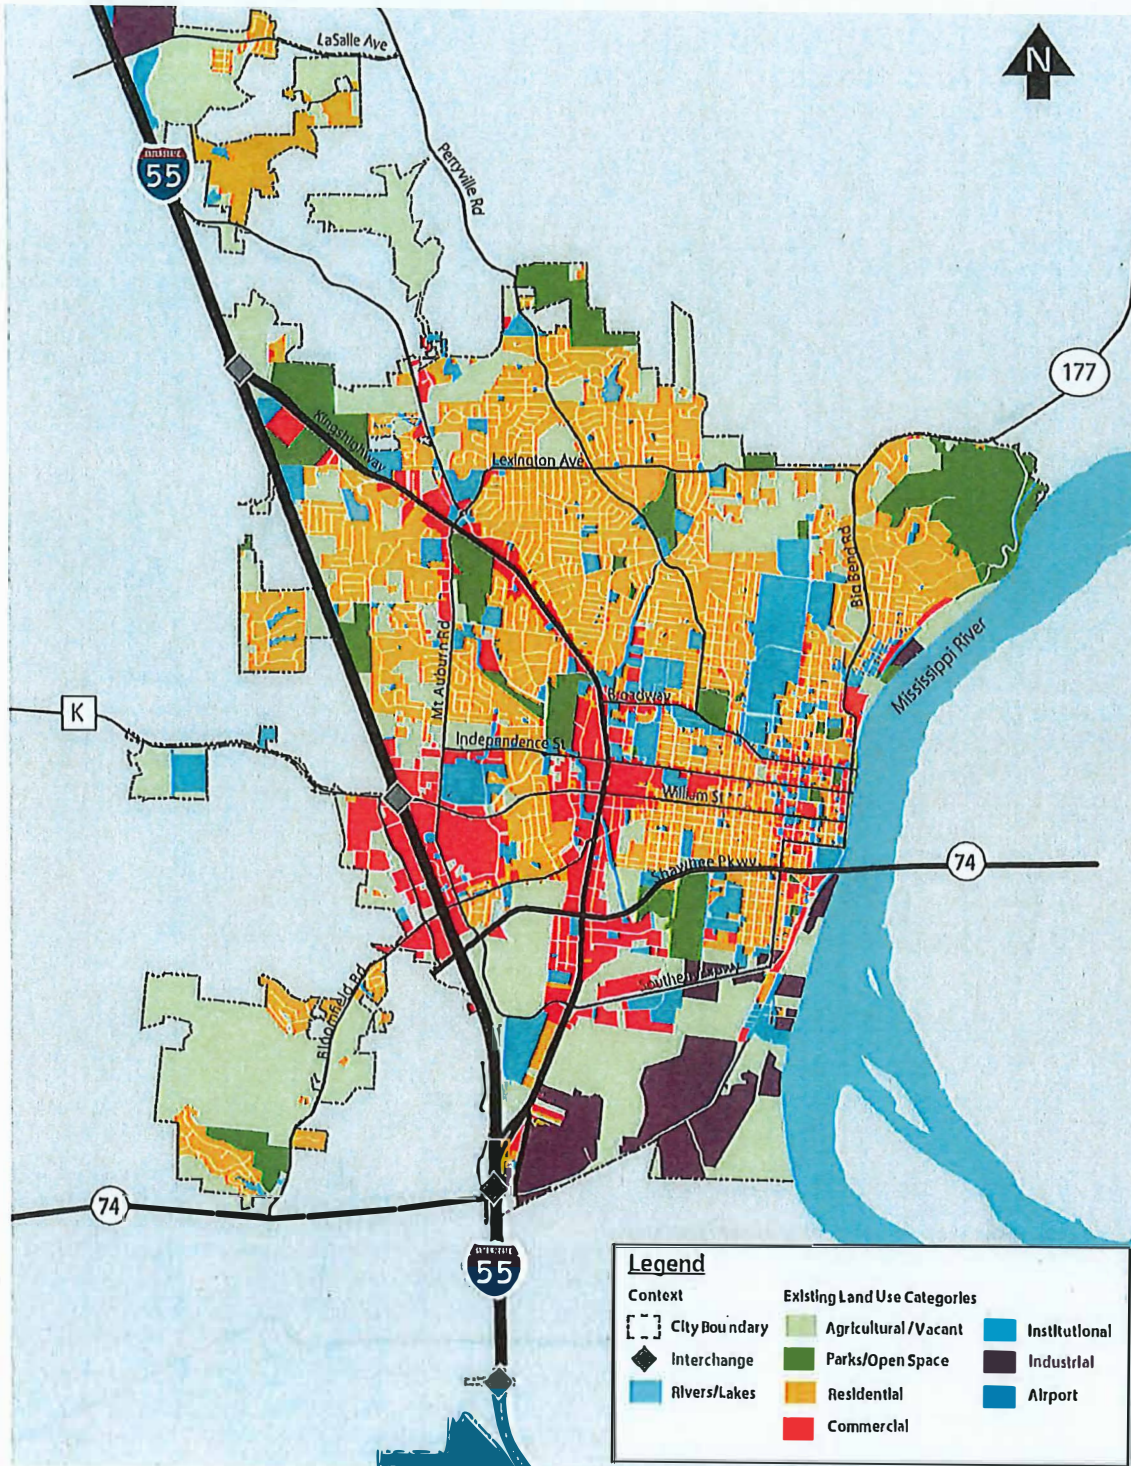 LaSalle Ave
N
INTERSTATE
55
Perryville Rd
177
Kingshighway
Lexington Ave
Big Bend Rd
Mt Auburn Rd
Mississippi River
Broadway
K
Independence St
William St
Shawnee Pkwy
74
Bloomfield Rd
74
INTERSTATE
55
Legend
Context
City Boundary
Interchange
Rivers/Lakes
Existing Land Use Categories
Agricultural / Vacant
Parks/Open Space
Residential
Commercial
Institutional
Industrial
Airport